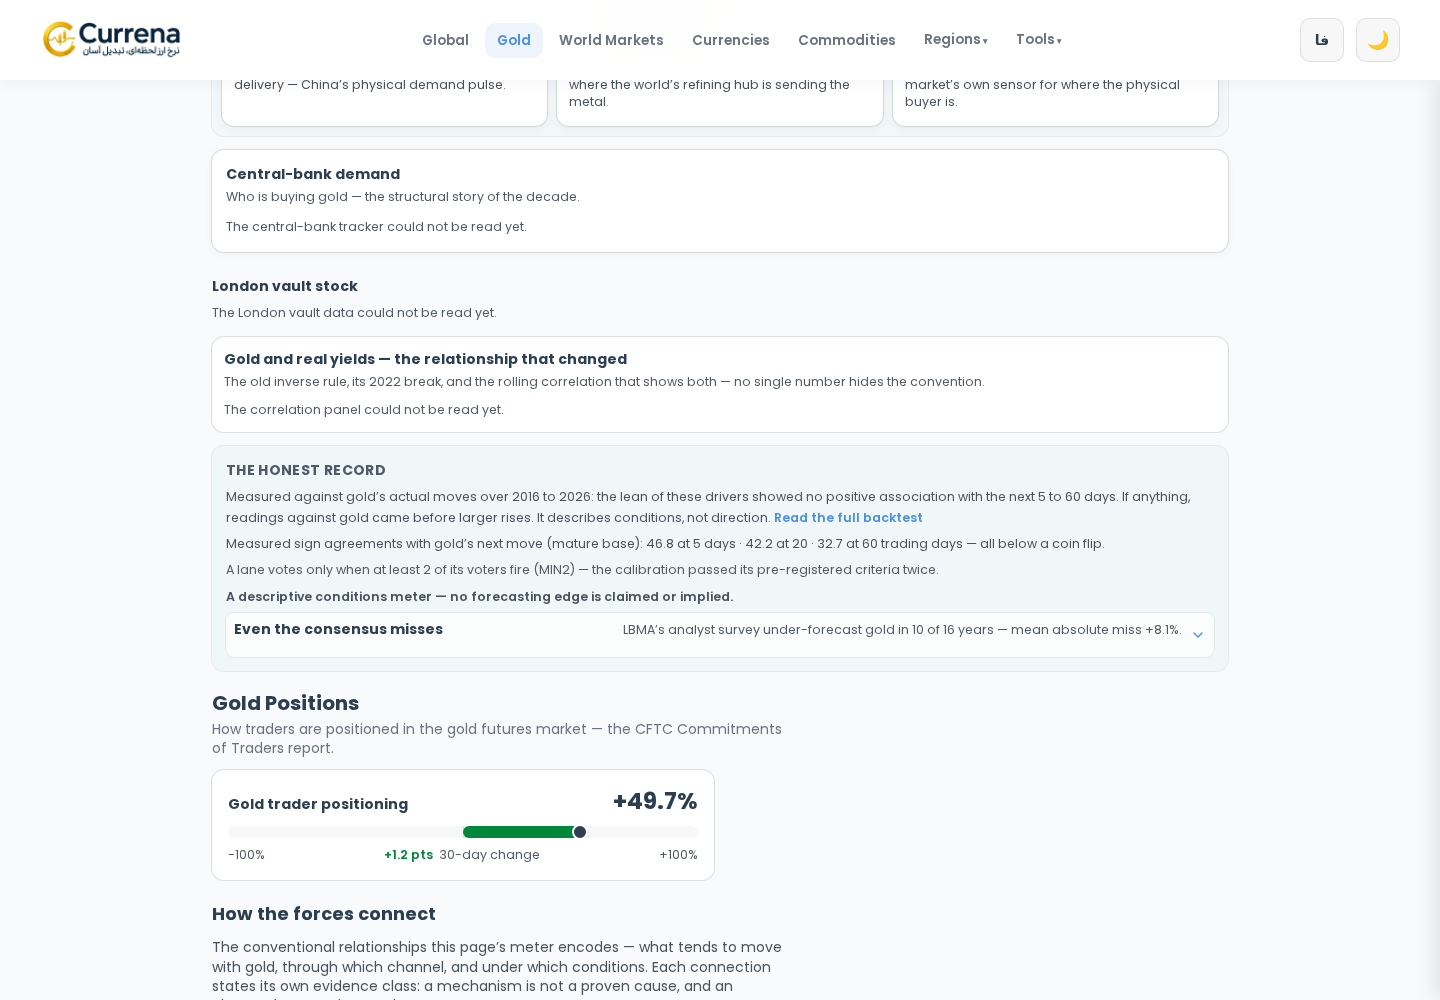 Currena
نرخ ارز لحظه‌ای، تبدیل آسان
Global
Gold
World Markets
Currencies
Commodities
Regions ▾
Tools ▾
فا
delivery — China’s physical demand pulse.
where the world’s refining hub is sending the
metal.
market’s own sensor for where the physical
buyer is.
Central-bank demand
Who is buying gold — the structural story of the decade.
The central-bank tracker could not be read yet.
London vault stock
The London vault data could not be read yet.
Gold and real yields — the relationship that changed
The old inverse rule, its 2022 break, and the rolling correlation that shows both — no single number hides the convention.
The correlation panel could not be read yet.
THE HONEST RECORD
Measured against gold’s actual moves over 2016 to 2026: the lean of these drivers showed no positive association with the next 5 to 60 days. If anything,
readings against gold came before larger rises. It describes conditions, not direction. Read the full backtest
Measured sign agreements with gold’s next move (mature base): 46.8 at 5 days · 42.2 at 20 · 32.7 at 60 trading days — all below a coin flip.
A lane votes only when at least 2 of its voters fire (MIN2) — the calibration passed its pre-registered criteria twice.
A descriptive conditions meter — no forecasting edge is claimed or implied.
Even the consensus misses
LBMA’s analyst survey under-forecast gold in 10 of 16 years — mean absolute miss +8.1%.
Gold Positions
How traders are positioned in the gold futures market — the CFTC Commitments
of Traders report.
Gold trader positioning
+49.7%
-100%
+1.2 pts 30-day change
+100%
How the forces connect
The conventional relationships this page’s meter encodes — what tends to move
with gold, through which channel, and under which conditions. Each connection
states its own evidence class: a mechanism is not a proven cause, and an